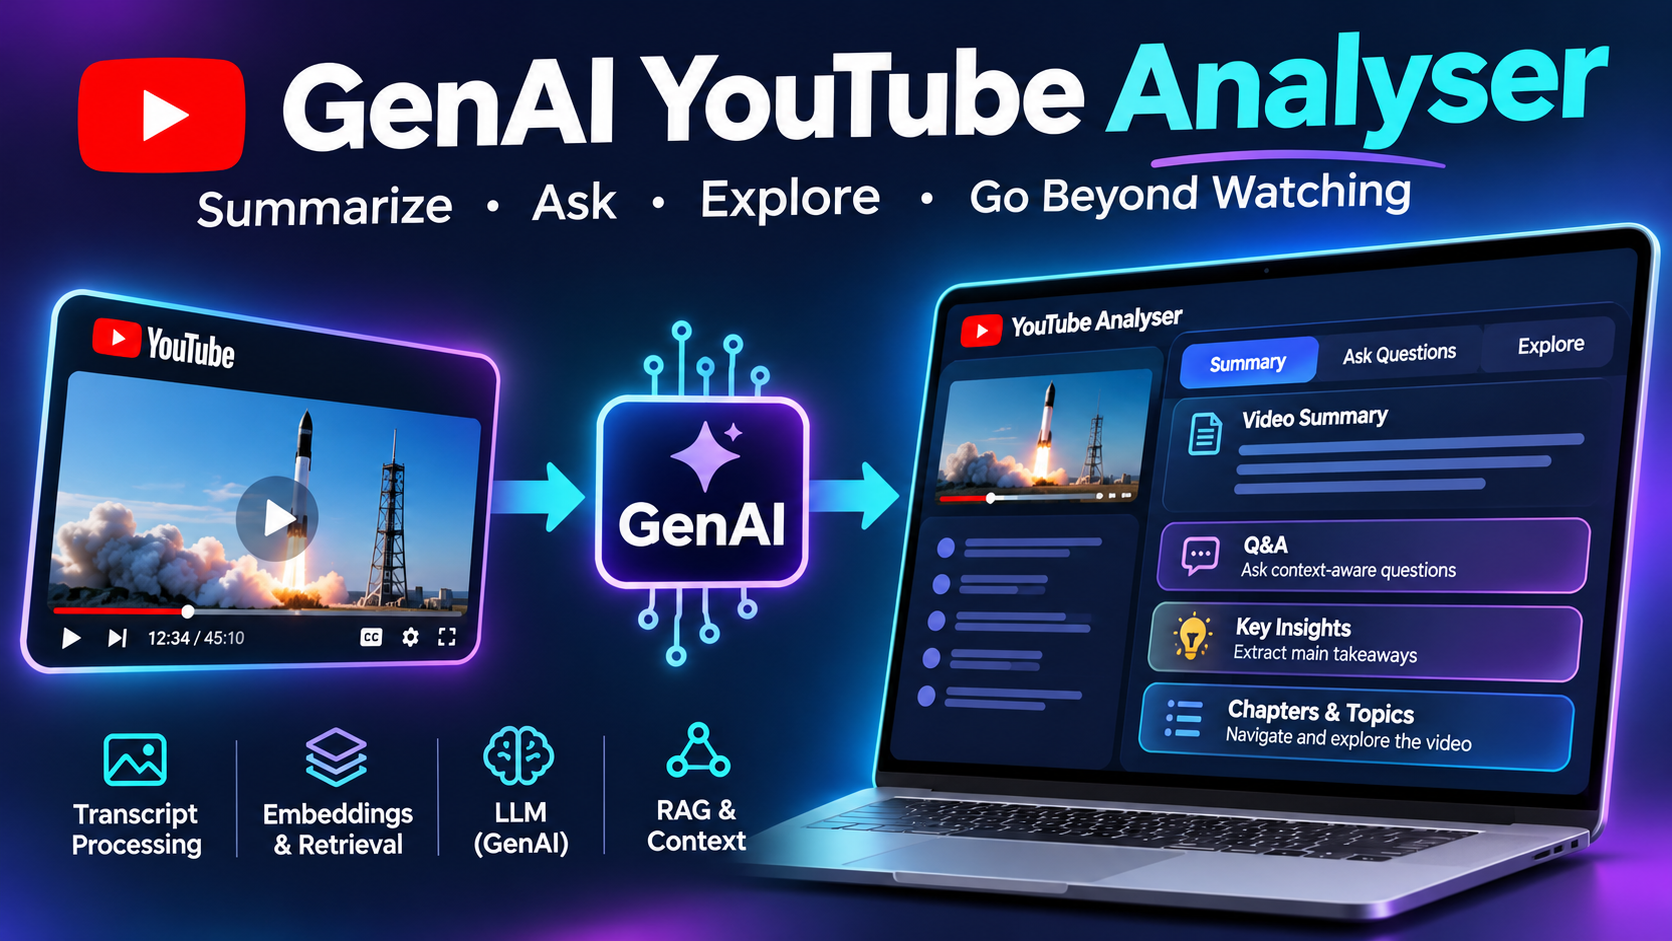 GenAI YouTube Analyser
Summarize • Ask • Explore • Go Beyond Watching
YouTube
12:34 / 45:10
CC
GenAI
YouTube Analyser
Summary
Ask Questions
Explore
Video Summary
Q&A
Ask context-aware questions
Key Insights
Extract main takeaways
Chapters & Topics
Navigate and explore the video
Transcript
Processing
Embeddings
& Retrieval
LLM
(GenAI)
RAG &
Context